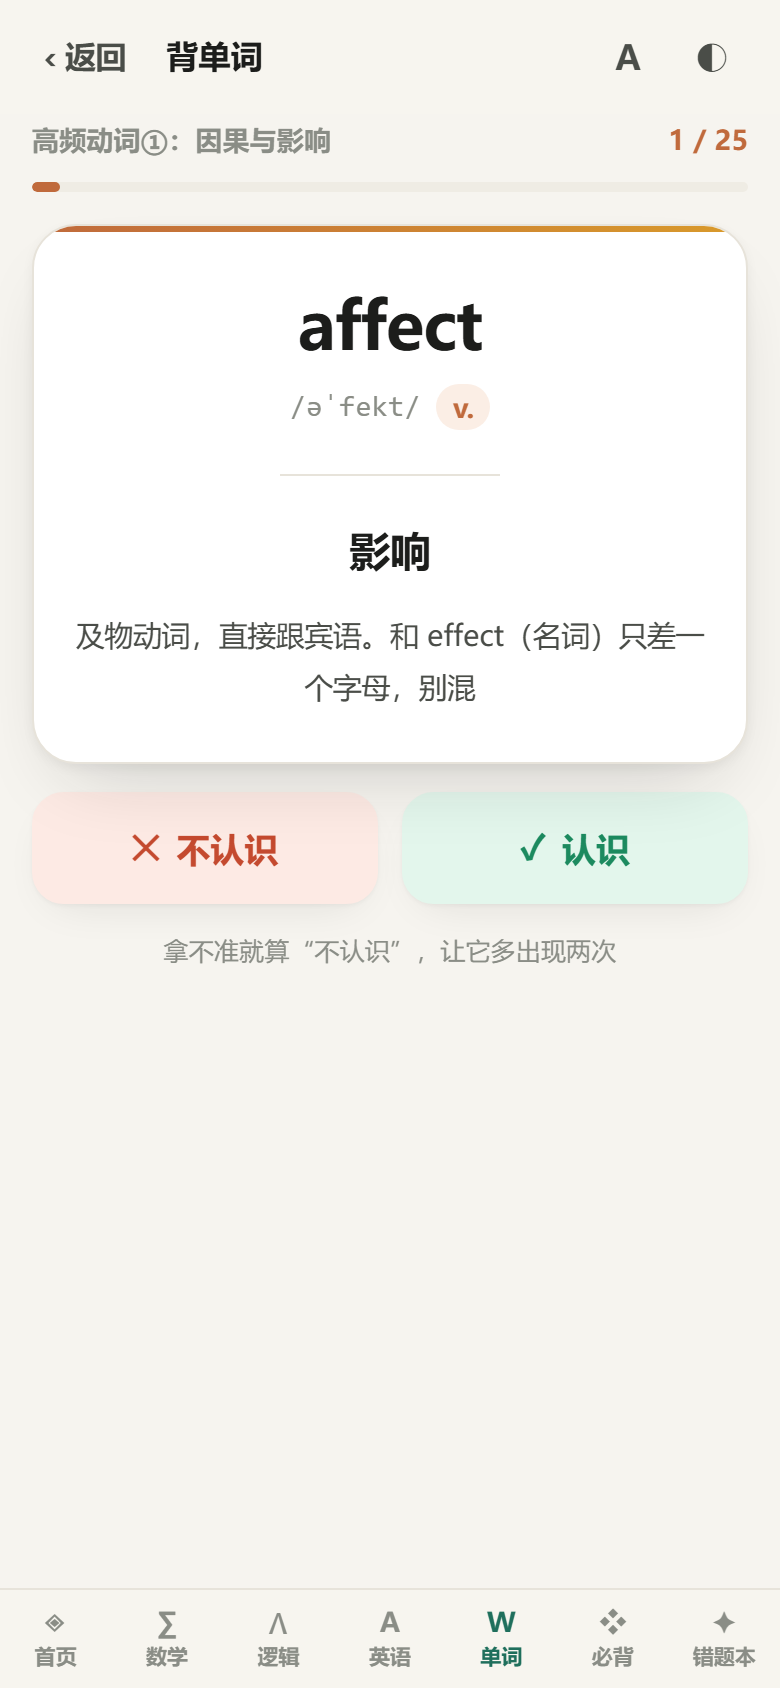 ‹ 返回 背单词 A
高频动词①：因果与影响 1 / 25
affect
/əˈfekt/ v.
影响
及物动词，直接跟宾语。和 effect（名词）只差一
个字母，别混
✕ 不认识 ✓ 认识
拿不准就算“不认识”，让它多出现两次
∑ Λ A W
首页 数学 逻辑 英语 单词 必背 错题本